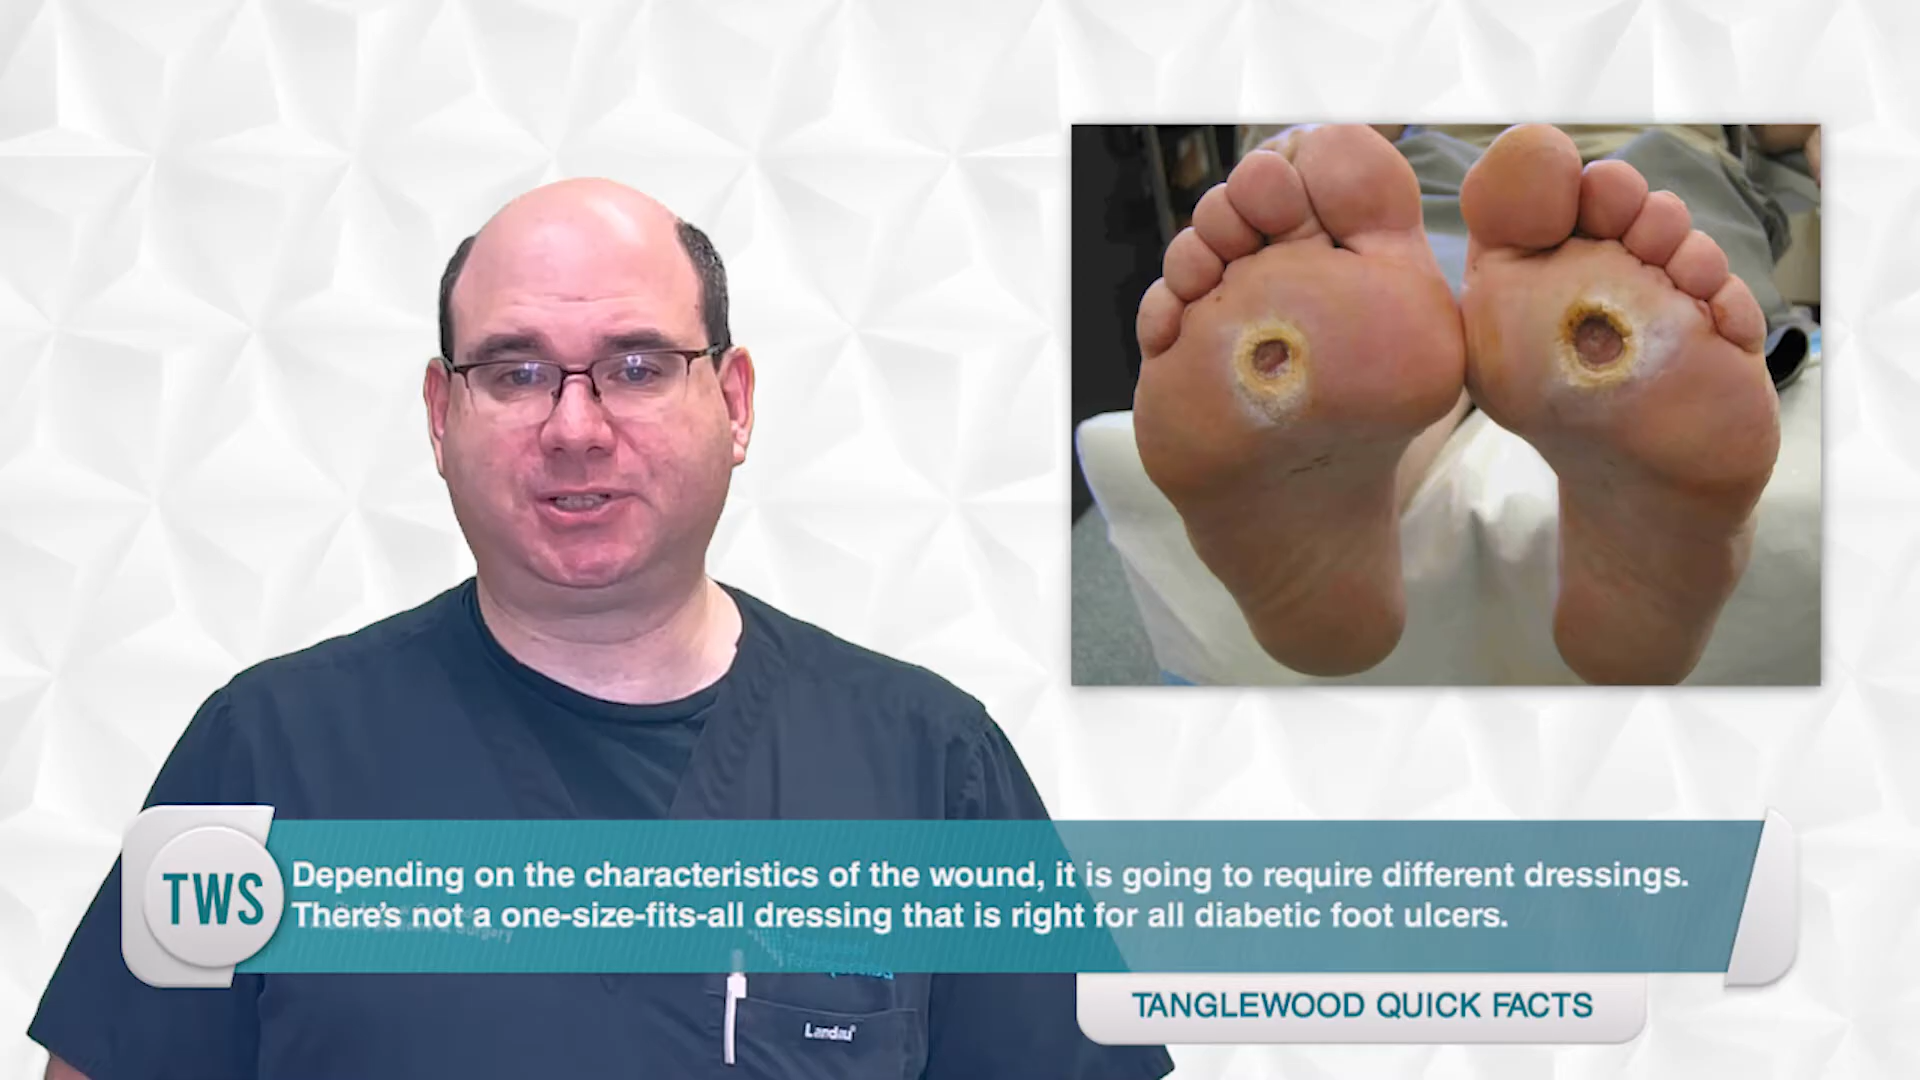 TWS
Depending on the characteristics of the wound, it is going to require different dressings.
There's not a one-size-fits-all dressing that is right for all diabetic foot ulcers.
Landau
TANGLEWOOD QUICK FACTS